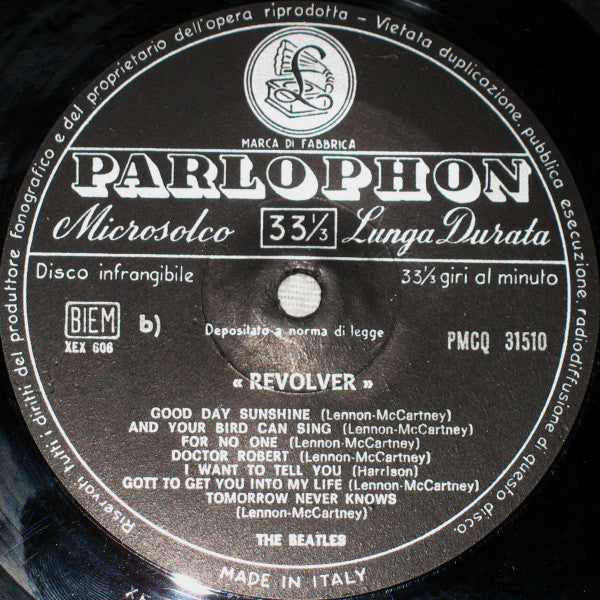 Riservati tutti i diritti del produttore fonografico e del proprietario dell'opera riprodotta - Vietata duplicazione, pubblica esecuzione, radiodiffusione di questo disco.
£
MARCA DI FABBRICA
PARLOPHON
Microsolco 33⅓ Lunga Durata
Disco infrangibile 33⅓ giri al minuto
BIEM b)
XEX 606
Depositato a norma di legge
PMCQ 31510
« REVOLVER »
GOOD DAY SUNSHINE (Lennon-McCartney)
AND YOUR BIRD CAN SING (Lennon-McCartney)
FOR NO ONE (Lennon-McCartney)
DOCTOR ROBERT (Lennon-McCartney)
I WANT TO TELL YOU (Harrison)
GOTT TO GET YOU INTO MY LIFE (Lennon-McCartney)
TOMORROW NEVER KNOWS
(Lennon-McCartney)
THE BEATLES
MADE IN ITALY